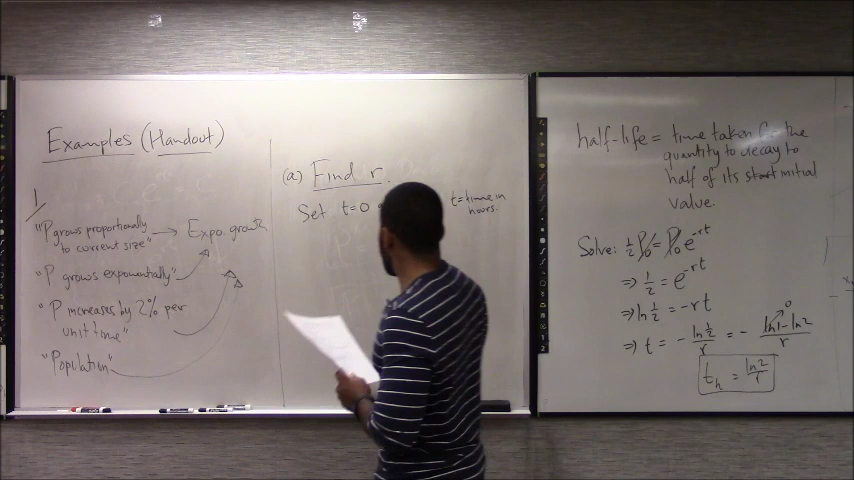 Examples (Handout)
1
"P grows proportionally
to current size" → Expo. growth
"P grows exponentially"
"P increases by 2% per
unit time"
"Population"
(a) Find r.
Set t=0
t = time in
hours.
half-life = time taken for the
quantity to decay to
half of its start initial
value.
Solve: ½P₀ = P₀e^-rt
⇒ ½ = e^-rt
⇒ ln ½ = -rt
⇒ t = - ln ½ / r = - ln1 - ln2 / r
0
t_h = ln2 / r